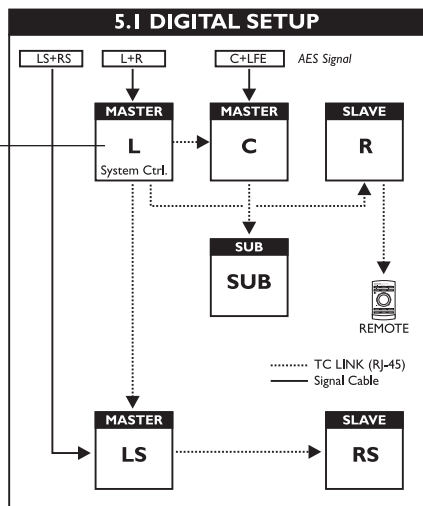 5.1 DIGITAL SETUP
LS+RS L+R C+LFE AES Signal
MASTER MASTER SLAVE
L C R
System Ctrl.
SUB
SUB
REMOTE
TC LINK (RJ-45)
Signal Cable
MASTER SLAVE
LS RS